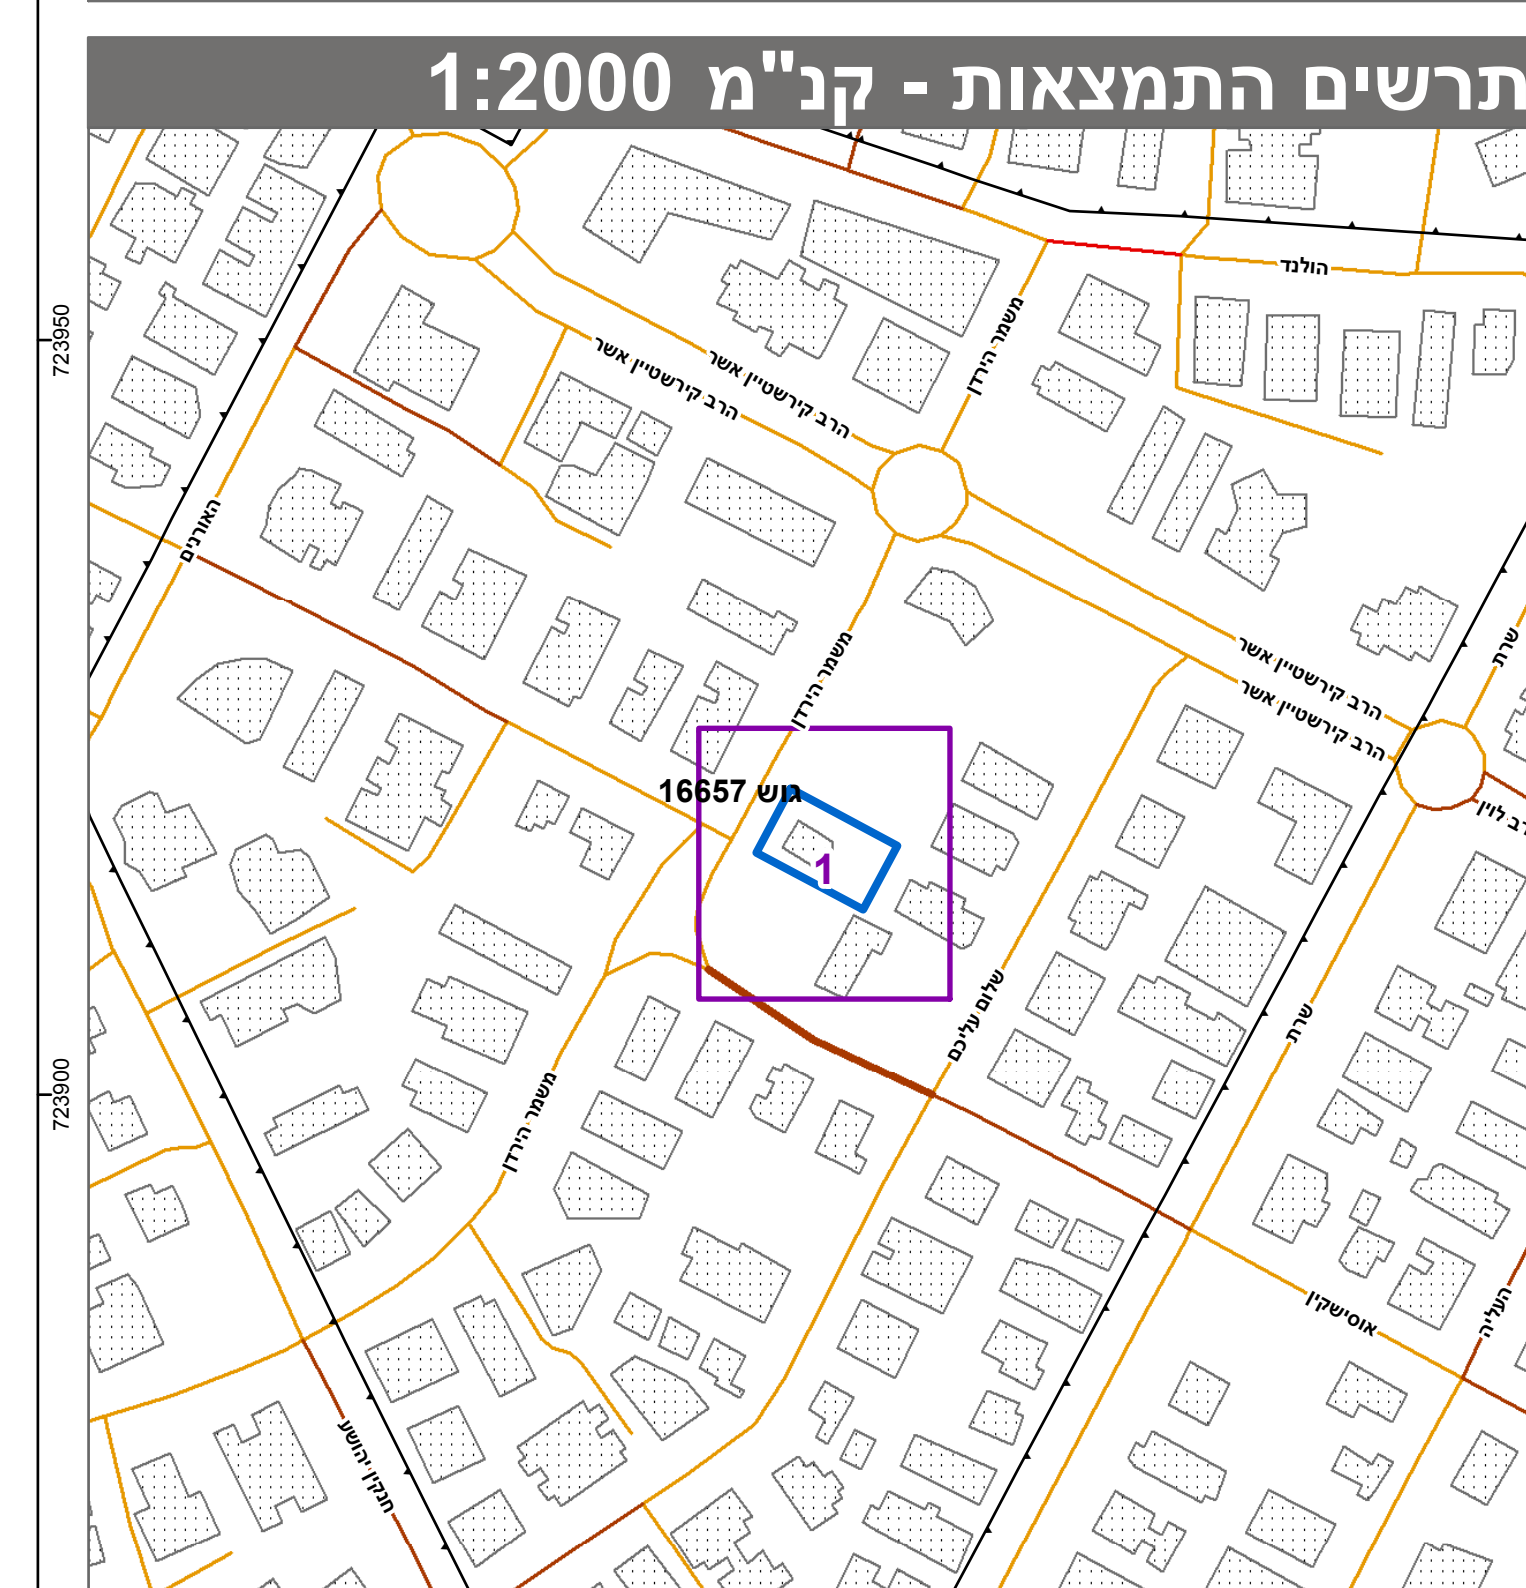 תרשים התמצאות - קנ"מ 1:2000
הולנד
723950
משמר הירדן
הרב קירשטיין אשר
הרב קירשטיין אשר
האורנים
משמר הירדן
הרב קירשטיין אשר
הרב קירשטיין אשר
שרת
גוש 16657
רב לוין
1
שלום עליכם
שרת
723900
משמר הירדן
אוסישקין
העליה
חנקין יהושע